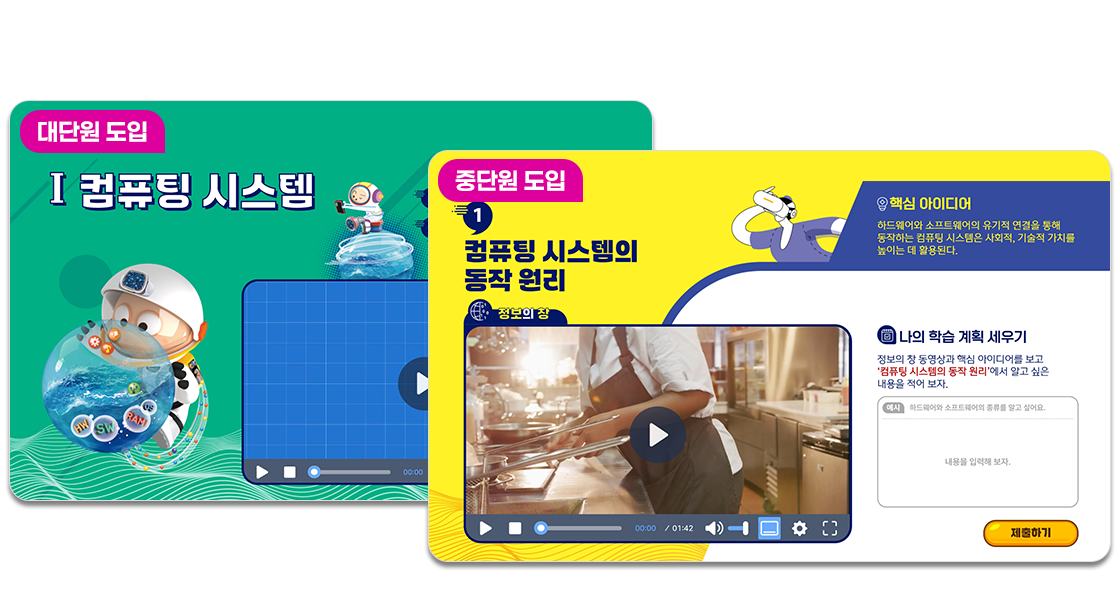 대단원 도입
Ⅰ 컴퓨팅 시스템
HW
SW
RAM
OS
00:00
중단원 도입
1
컴퓨팅 시스템의
동작 원리
정보의 창
00:00 / 01:42
핵심 아이디어
하드웨어와 소프트웨어의 유기적 연결을 통해
동작하는 컴퓨팅 시스템은 사회적, 기술적 가치를
높이는 데 활용된다.
나의 학습 계획 세우기
정보의 창 동영상과 핵심 아이디어를 보고
‘컴퓨팅 시스템의 동작 원리’에서 알고 싶은
내용을 적어 보자.
예시 하드웨어와 소프트웨어의 종류를 알고 싶어요.
내용을 입력해 보자.
제출하기